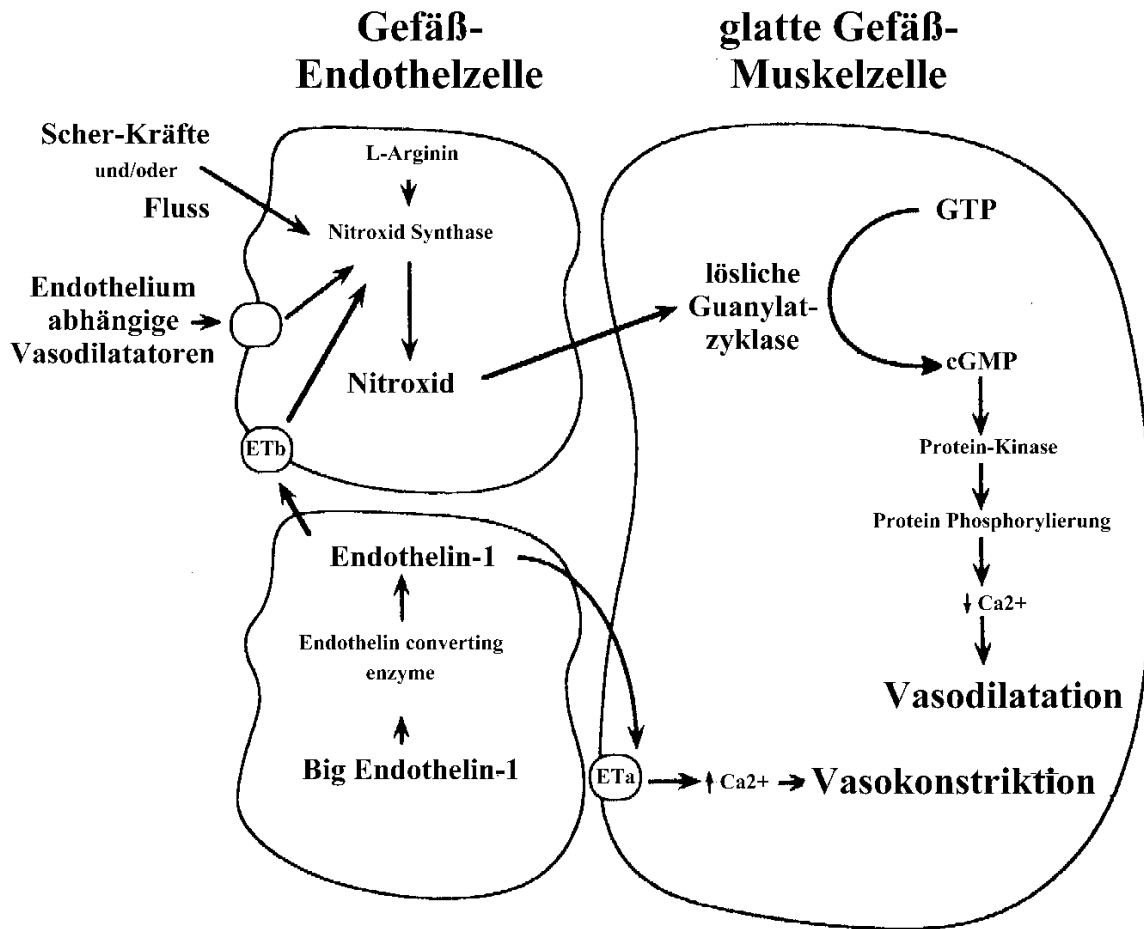 Gefäß-
Endothelzelle
glatte Gefäß-
Muskelzelle
Scher-Kräfte
und/oder
Fluss
L-Arginin
Nitroxid Synthase
Endothelium
abhängige
Vasodilatatoren
Nitroxid
ETb
lösliche
Guanylat-
zyklase
GTP
cGMP
Protein-Kinase
Protein Phosphorylierung
Ca2+
Vasodilatation
Endothelin-1
Endothelin converting
enzyme
Big Endothelin-1
ETa
Ca2+
Vasokonstriktion